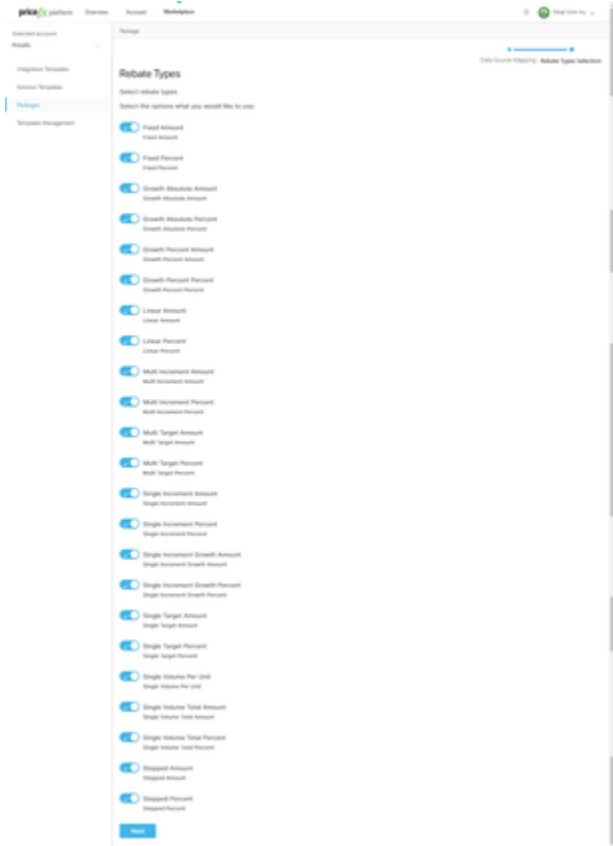 pricefx platform Overview Account Marketplace
Selected account
Package
Data Source Mapping Rebate Types Selection
Integration Templates
Solution Templates
Packages
Templates Management
Rebate Types
Select rebate types
Select the options what you would like to use:
Fixed Amount
Fixed Amount
Fixed Percent
Fixed Percent
Growth Absolute Amount
Growth Absolute Amount
Growth Absolute Percent
Growth Absolute Percent
Growth Percent Amount
Growth Percent Amount
Growth Percent Percent
Growth Percent Percent
Linear Amount
Linear Amount
Linear Percent
Linear Percent
Multi Increment Amount
Multi Increment Amount
Multi Increment Percent
Multi Increment Percent
Multi Target Amount
Multi Target Amount
Multi Target Percent
Multi Target Percent
Single Increment Amount
Single Increment Amount
Single Increment Percent
Single Increment Percent
Single Increment Growth Amount
Single Increment Growth Amount
Single Increment Growth Percent
Single Increment Growth Percent
Single Target Amount
Single Target Amount
Single Target Percent
Single Target Percent
Single Volume Per Unit
Single Volume Per Unit
Single Volume Total Amount
Single Volume Total Amount
Single Volume Total Percent
Single Volume Total Percent
Stepped Amount
Stepped Amount
Stepped Percent
Stepped Percent
Next